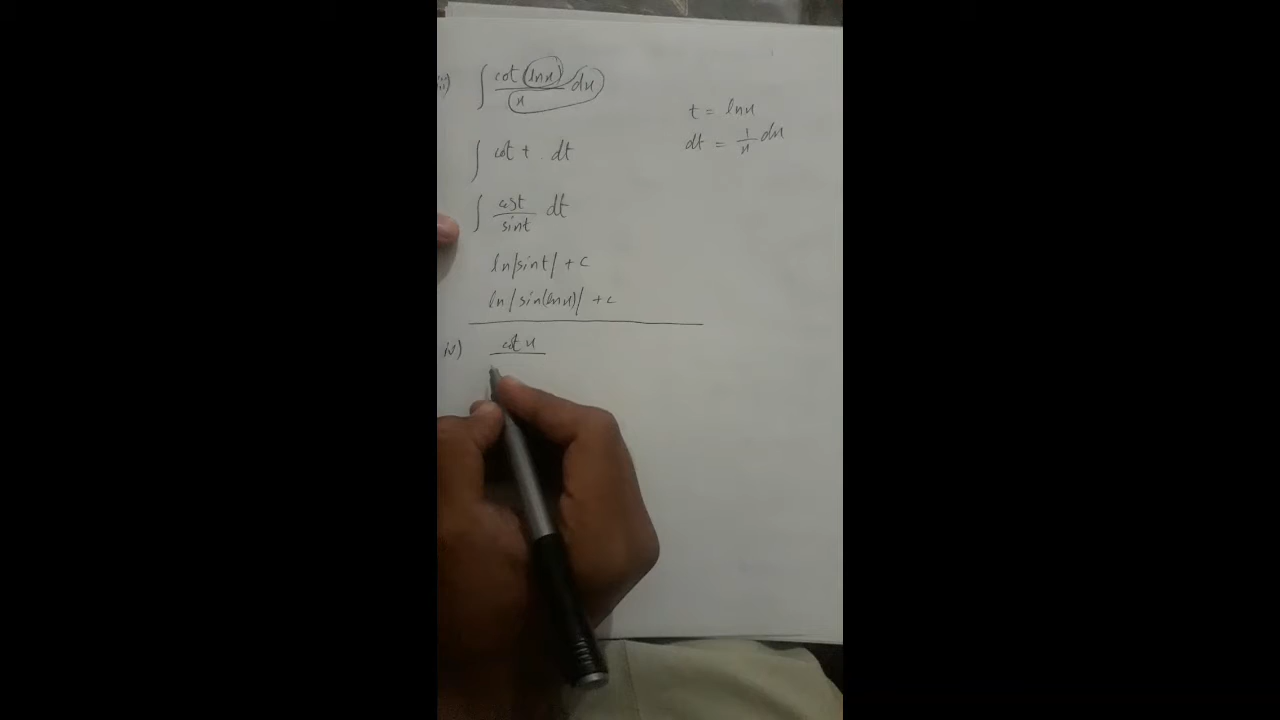 iii) ∫ cot (lnx) / x dx
t = lnx
dt = 1/x dx
∫ cot t . dt
∫ cost / sint dt
ln|sint| + c
ln|sin(lnx)| + c
iv) cot x